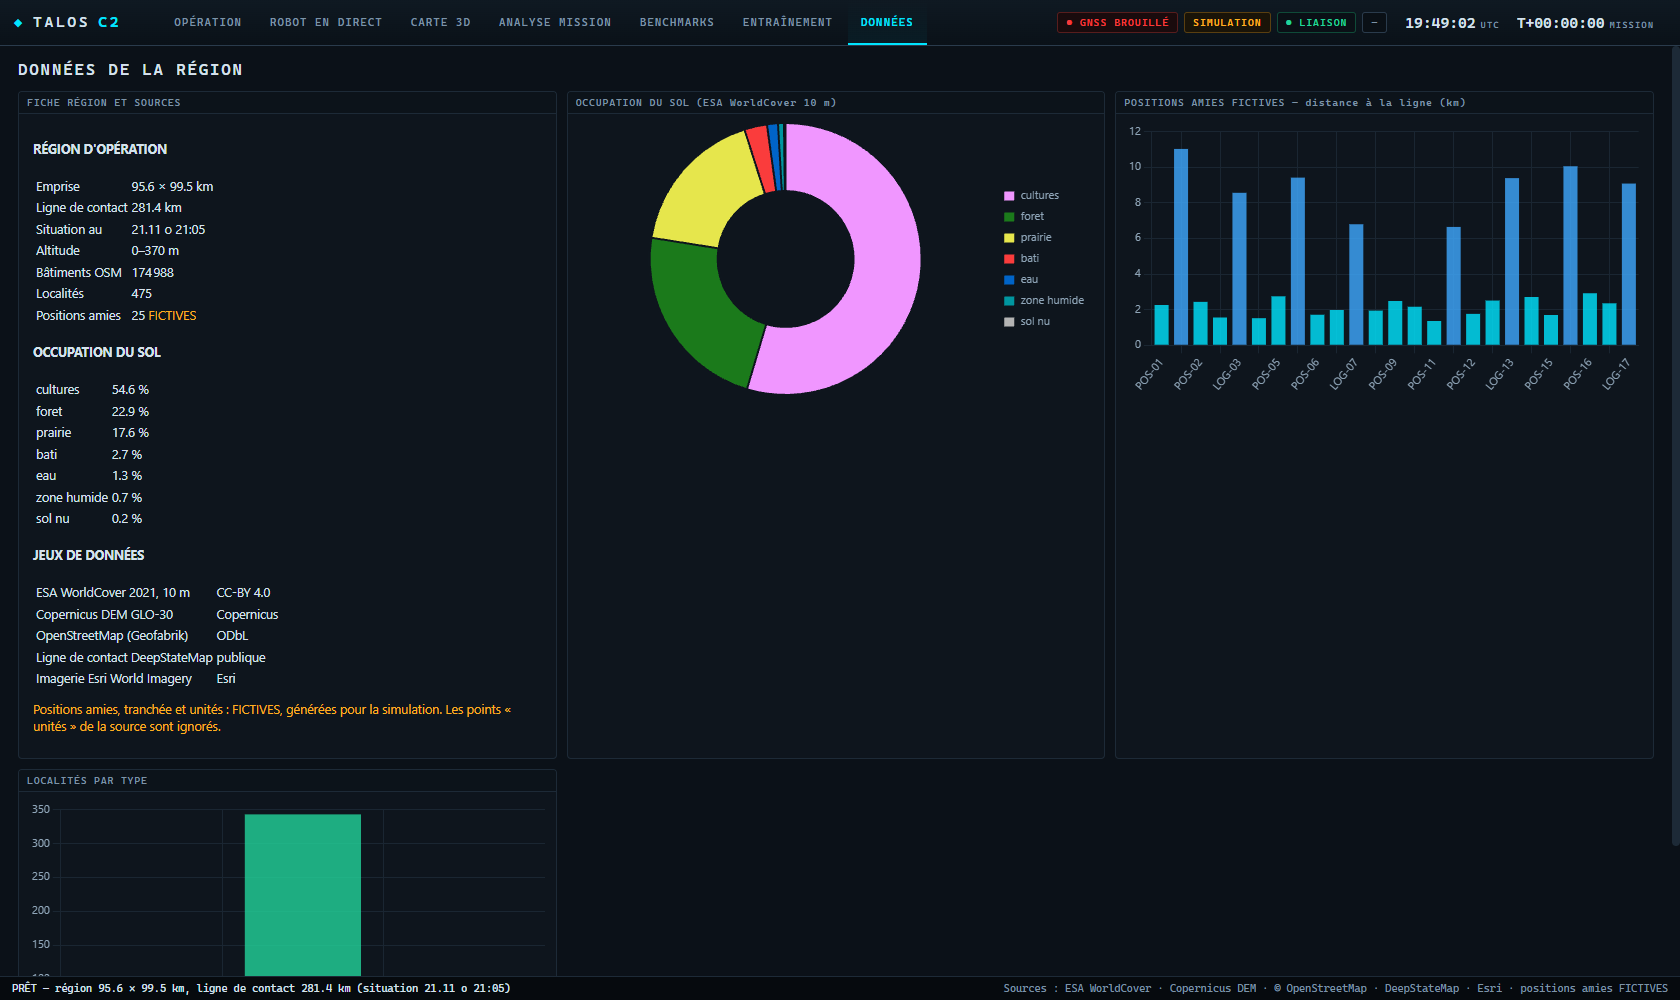 TALOS C2
OPÉRATION
ROBOT EN DIRECT
CARTE 3D
ANALYSE MISSION
BENCHMARKS
ENTRAÎNEMENT
DONNÉES
GNSS BROUILLÉ
SIMULATION
LIAISON
—
19:49:02 UTC
T+00:00:00 MISSION
DONNÉES DE LA RÉGION
FICHE RÉGION ET SOURCES
RÉGION D'OPÉRATION
Emprise 95.6 × 99.5 km
Ligne de contact 281.4 km
Situation au 21.11 о 21:05
Altitude 0–370 m
Bâtiments OSM 174 988
Localités 475
Positions amies 25 FICTIVES
OCCUPATION DU SOL
cultures 54.6 %
foret 22.9 %
prairie 17.6 %
bati 2.7 %
eau 1.3 %
zone humide 0.7 %
sol nu 0.2 %
JEUX DE DONNÉES
ESA WorldCover 2021, 10 m CC-BY 4.0
Copernicus DEM GLO-30 Copernicus
OpenStreetMap (Geofabrik) ODbL
Ligne de contact DeepStateMap publique
Imagerie Esri World Imagery Esri
Positions amies, tranchée et unités : FICTIVES, générées pour la simulation. Les points «
unités » de la source sont ignorés.
OCCUPATION DU SOL (ESA WorldCover 10 m)
cultures
foret
prairie
bati
eau
zone humide
sol nu
POSITIONS AMIES FICTIVES — distance à la ligne (km)
12
10
8
6
4
2
0
POS-01
POS-02
LOG-03
POS-05
POS-06
LOG-07
POS-09
POS-11
POS-12
LOG-13
POS-15
POS-16
LOG-17
LOCALITÉS PAR TYPE
350
300
250
200
150
100
PRÊT — région 95.6 × 99.5 km, ligne de contact 281.4 km (situation 21.11 о 21:05)
Sources : ESA WorldCover · Copernicus DEM · © OpenStreetMap · DeepStateMap · Esri · positions amies FICTIVES